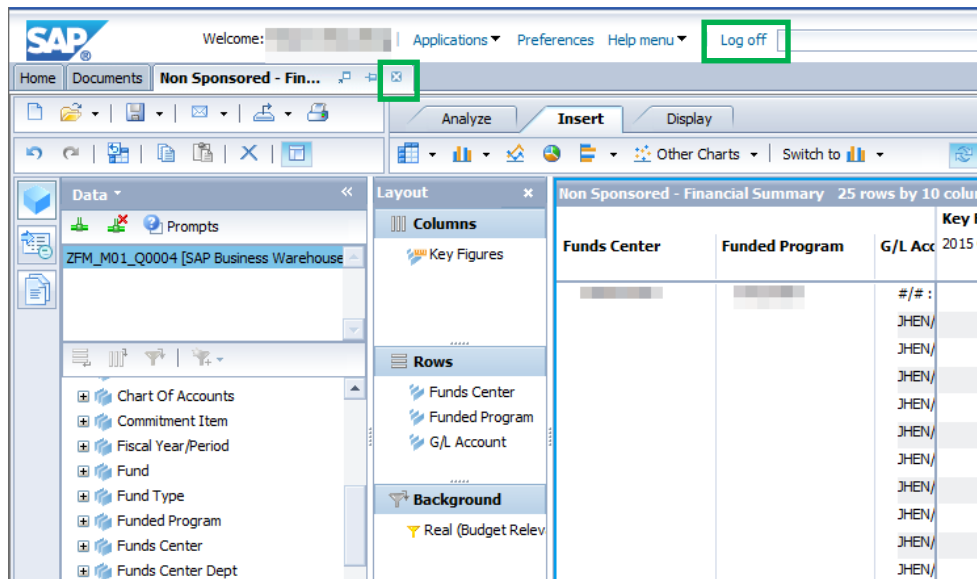 SAP ® Welcome: | Applications Preferences Help menu Log off
Home Documents Non Sponsored - Fin...
Analyze Insert Display
Other Charts Switch to
Data
Prompts
ZFM_M01_Q0004 [SAP Business Warehouse
Chart Of Accounts
Commitment Item
Fiscal Year/Period
Fund
Fund Type
Funded Program
Funds Center
Funds Center Dept
Layout
Columns
Key Figures
Rows
Funds Center
Funded Program
G/L Account
Background
Real (Budget Relev
Non Sponsored - Financial Summary 25 rows by 10 colum
Key
Funds Center Funded Program G/L Acc 2015
#/# :
JHEN/
JHEN/
JHEN/
JHEN/
JHEN/
JHEN/
JHEN/
JHEN/
JHEN/
JHEN/